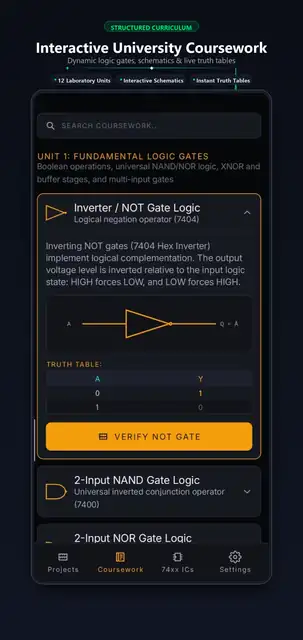 STRUCTURED CURRICULUM
Interactive University Coursework
Dynamic logic gates, schematics & live truth tables
• 12 Laboratory Units • Interactive Schematics • Instant Truth Tables
SEARCH COURSEWORK...
UNIT 1: FUNDAMENTAL LOGIC GATES
Boolean operations, universal NAND/NOR logic, XNOR and
buffer stages, and multi-input gates
Inverter / NOT Gate Logic
Logical negation operator (7404)
Inverting NOT gates (7404 Hex Inverter)
implement logical complementation. The output
voltage level is inverted relative to the input logic
state: HIGH forces LOW, and LOW forces HIGH.
A Q = Ā
TRUTH TABLE:
A Y
0 1
1 0
VERIFY NOT GATE
2-Input NAND Gate Logic
Universal inverted conjunction operator
(7400)
2-Input NOR Gate Logic
Projects Coursework 74xx ICs Settings